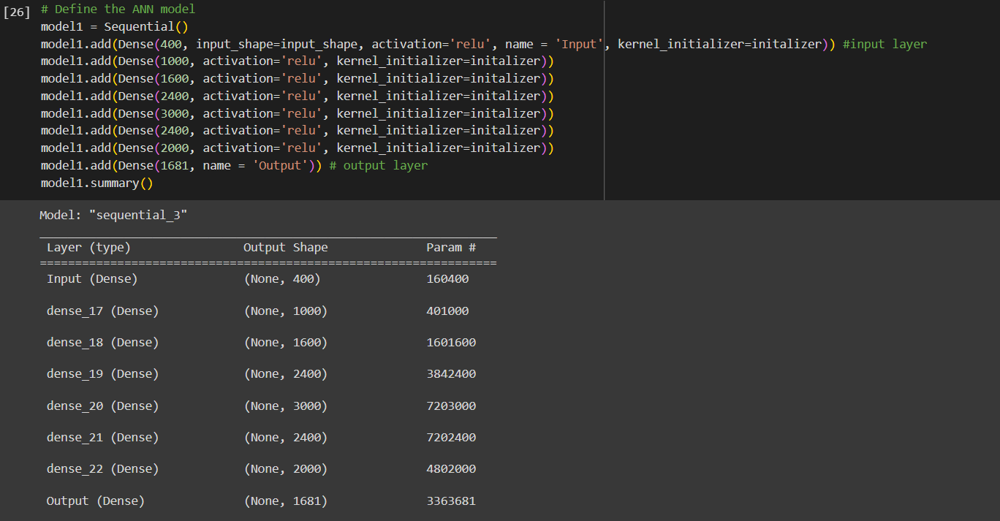 [26] # Define the ANN model
model1 = Sequential()
model1.add(Dense(400, input_shape=input_shape, activation='relu', name = 'Input', kernel_initializer=initalizer)) #input layer
model1.add(Dense(1000, activation='relu', kernel_initializer=initalizer))
model1.add(Dense(1600, activation='relu', kernel_initializer=initalizer))
model1.add(Dense(2400, activation='relu', kernel_initializer=initalizer))
model1.add(Dense(3000, activation='relu', kernel_initializer=initalizer))
model1.add(Dense(2400, activation='relu', kernel_initializer=initalizer))
model1.add(Dense(2000, activation='relu', kernel_initializer=initalizer))
model1.add(Dense(1681, name = 'Output')) # output layer
model1.summary()
Model: "sequential_3"
_________________________________________________________________
Layer (type) Output Shape Param #
=================================================================
Input (Dense) (None, 400) 160400
dense_17 (Dense) (None, 1000) 401000
dense_18 (Dense) (None, 1600) 1601600
dense_19 (Dense) (None, 2400) 3842400
dense_20 (Dense) (None, 3000) 7203000
dense_21 (Dense) (None, 2400) 7202400
dense_22 (Dense) (None, 2000) 4802000
Output (Dense) (None, 1681) 3363681